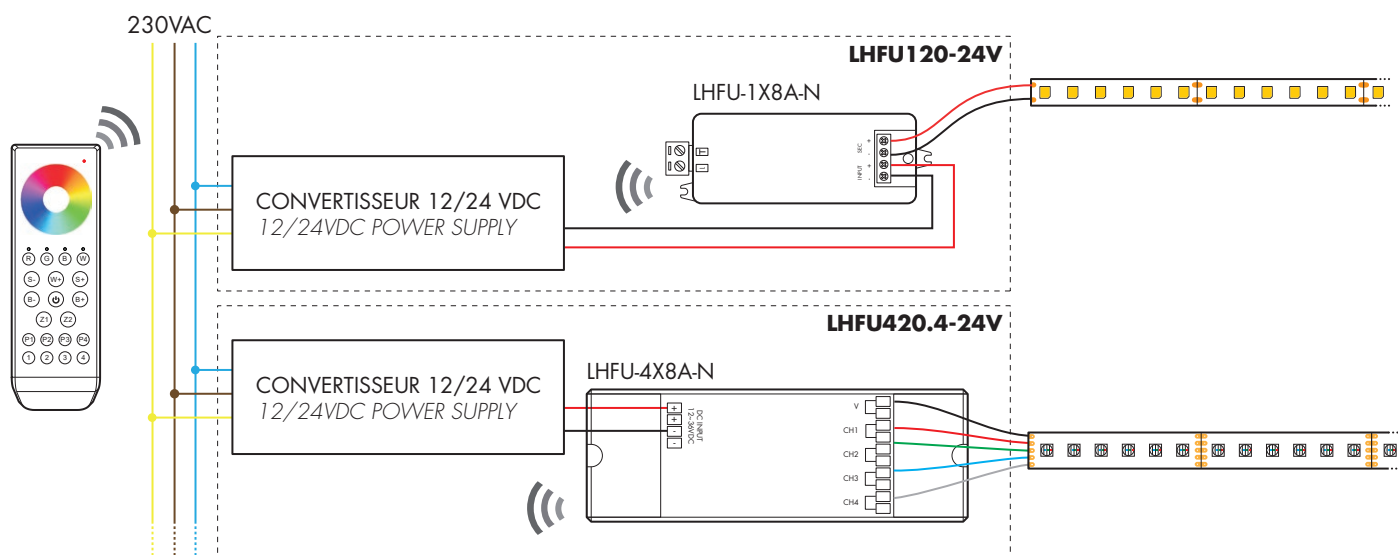 230VAC
LHFU120-24V
LHFU-1X8A-N
SEC
+
-
INPUT
+
-
CONVERTISSEUR 12/24 VDC
12/24VDC POWER SUPPLY
R G B W
S- W+ S+
B- B+
Z1 Z2
P1 P2 P3 P4
1 2 3 4
LHFU420.4-24V
LHFU-4X8A-N
CONVERTISSEUR 12/24 VDC
12/24VDC POWER SUPPLY
+
+
-
-
DC INPUT
12~36VDC
V
CH1
CH2
CH3
CH4